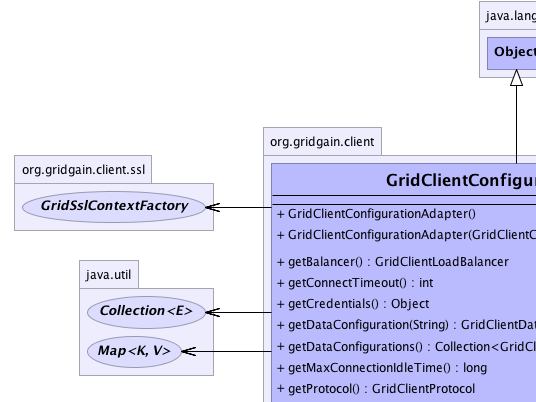 java.lang
Object
org.gridgain.client
org.gridgain.client.ssl
GridClientConfigur
GridSslContextFactory
+ GridClientConfigurationAdapter()
+ GridClientConfigurationAdapter(GridClientC
+ getBalancer() : GridClientLoadBalancer
java.util
+ getConnectTimeout() : int
+ getCredentials() : Object
Collection<E>
+ getDataConfiguration(String) : GridClientDat
+ getDataConfigurations() : Collection<GridCl
Map<K, V>
+ getMaxConnectionIdleTime() : long
+ getProtocol() : GridClientProtocol